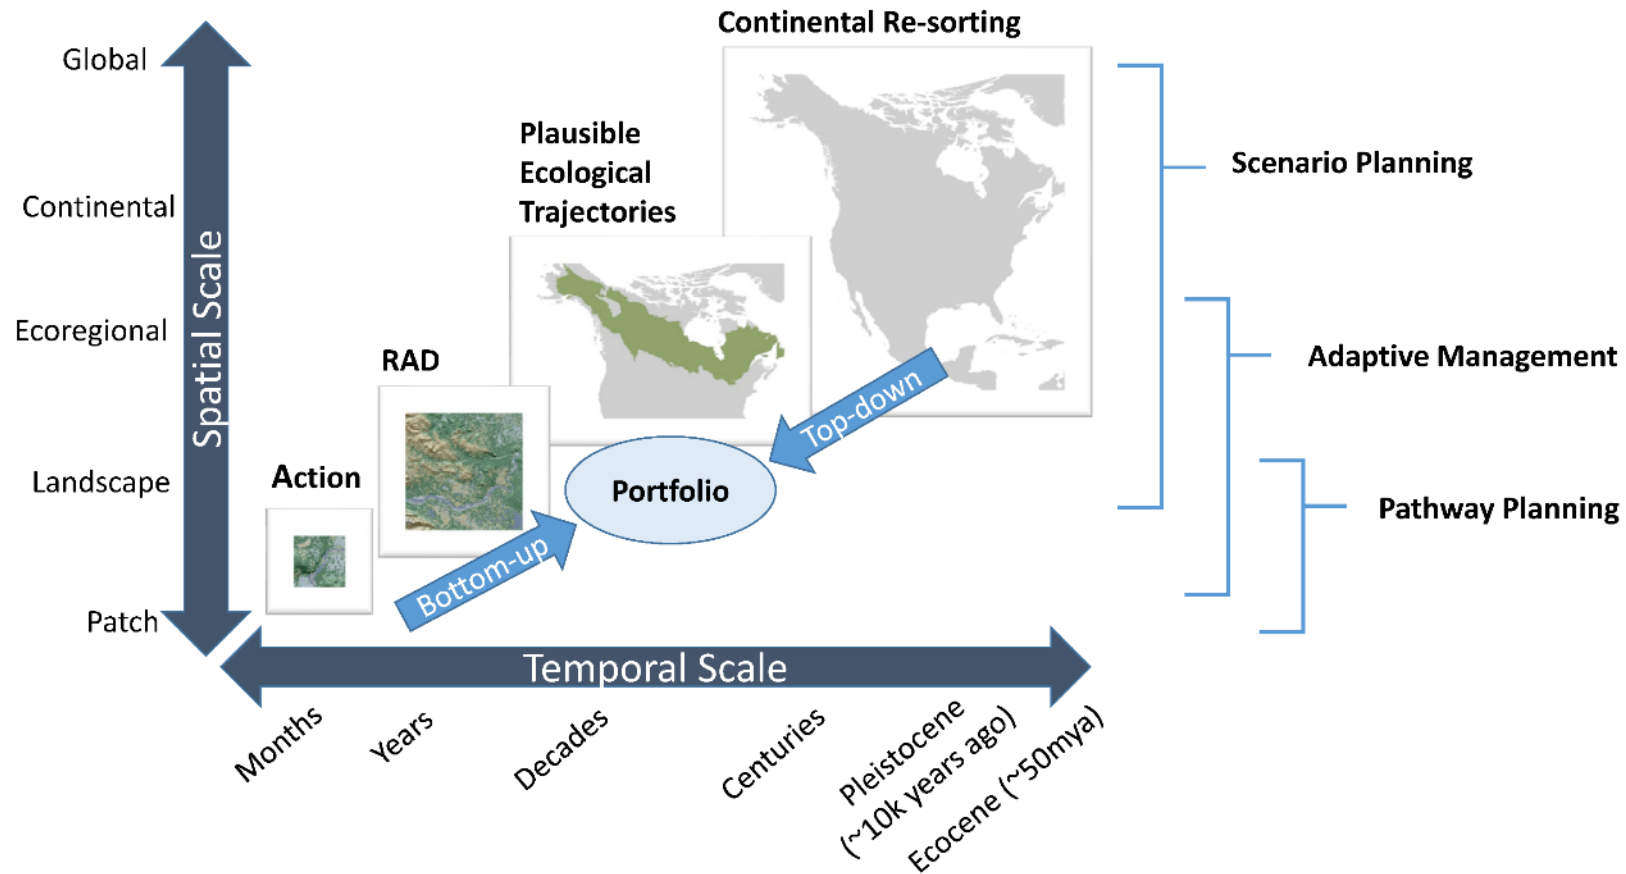 Continental Re-sorting
Global
Plausible
Ecological
Trajectories
Scenario Planning
Continental
Spatial Scale
Ecoregional
RAD
Adaptive Management
Top-down
Landscape
Action
Portfolio
Pathway Planning
Bottom-up
Patch
Temporal Scale
Months
Years
Decades
Centuries
Pleistocene
(~10k years ago)
Ecocene (~50mya)